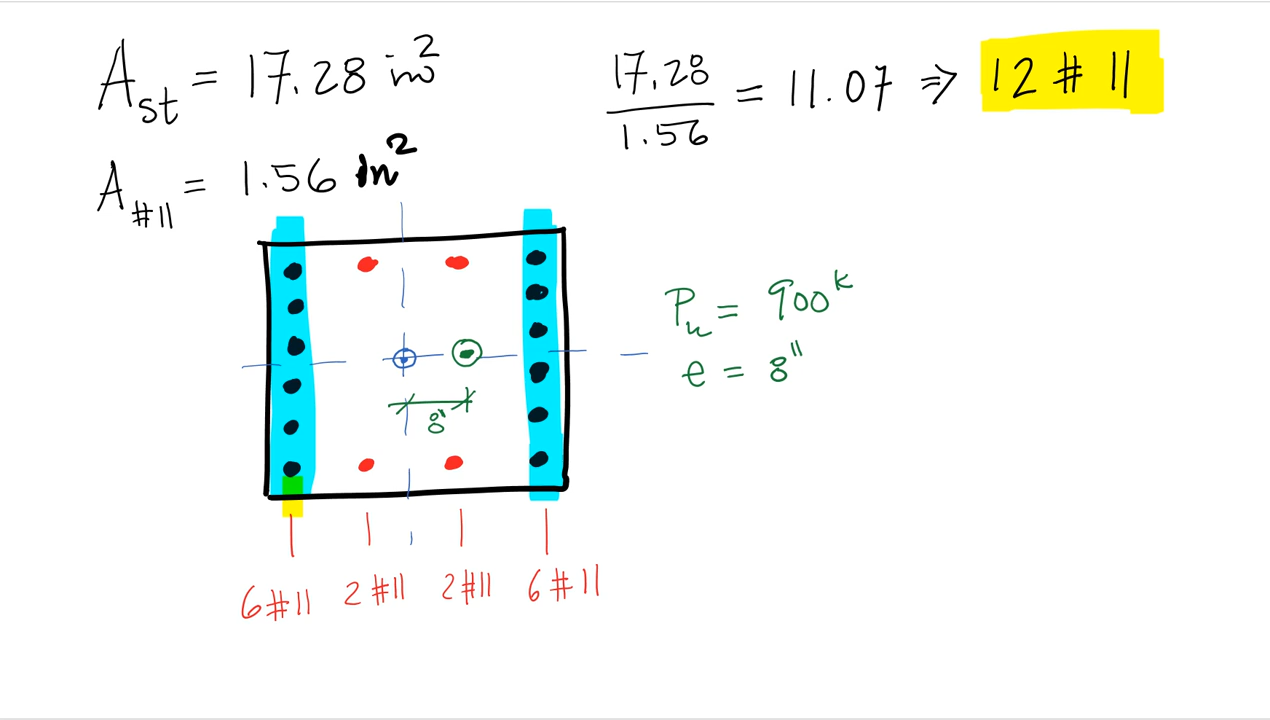 Ast = 17.28 in²
17.28 / 1.56 = 11.07 ⇒ 12 # 11
A#11 = 1.56 in²
Pu = 900ᵏ
e = 8"
8"
6#11 2#11 2#11 6#11